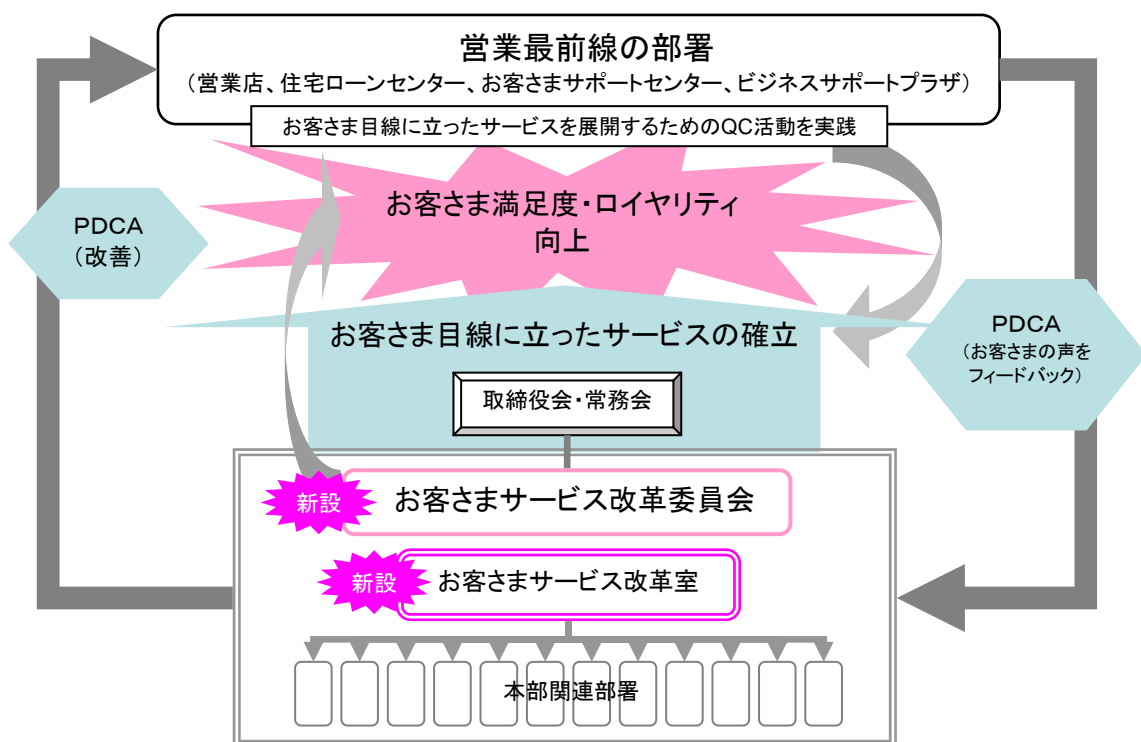 営業最前線の部署
（営業店、住宅ローンセンター、お客さまサポートセンター、ビジネスサポートプラザ）
お客さま目線に立ったサービスを展開するためのQC活動を実践
お客さま満足度・ロイヤリティ
向上
PDCA
（改善）
お客さま目線に立ったサービスの確立
PDCA
（お客さまの声を
フィードバック）
取締役会・常務会
新設
お客さまサービス改革委員会
新設
お客さまサービス改革室
本部関連部署